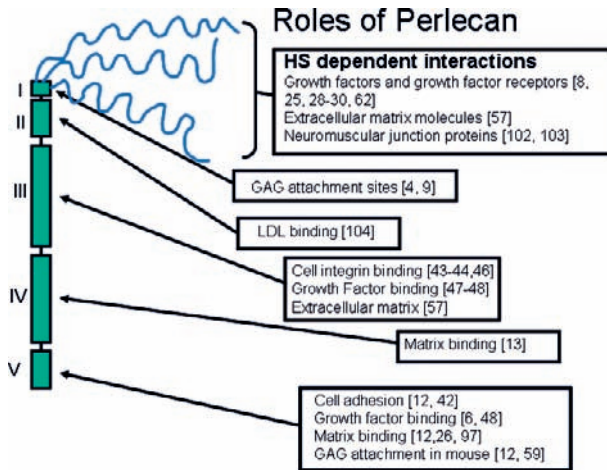 Roles of Perlecan
HS dependent interactions
Growth factors and growth factor receptors [8,
25, 28-30, 62]
Extracellular matrix molecules [57]
Neuromuscular junction proteins [102, 103]
I
II
GAG attachment sites [4, 9]
III
LDL binding [104]
Cell integrin binding [43-44,46]
Growth Factor binding [47-48]
Extracellular matrix [57]
IV
Matrix binding [13]
V
Cell adhesion [12, 42]
Growth factor binding [6, 48]
Matrix binding [12,26, 97]
GAG attachment in mouse [12, 59]